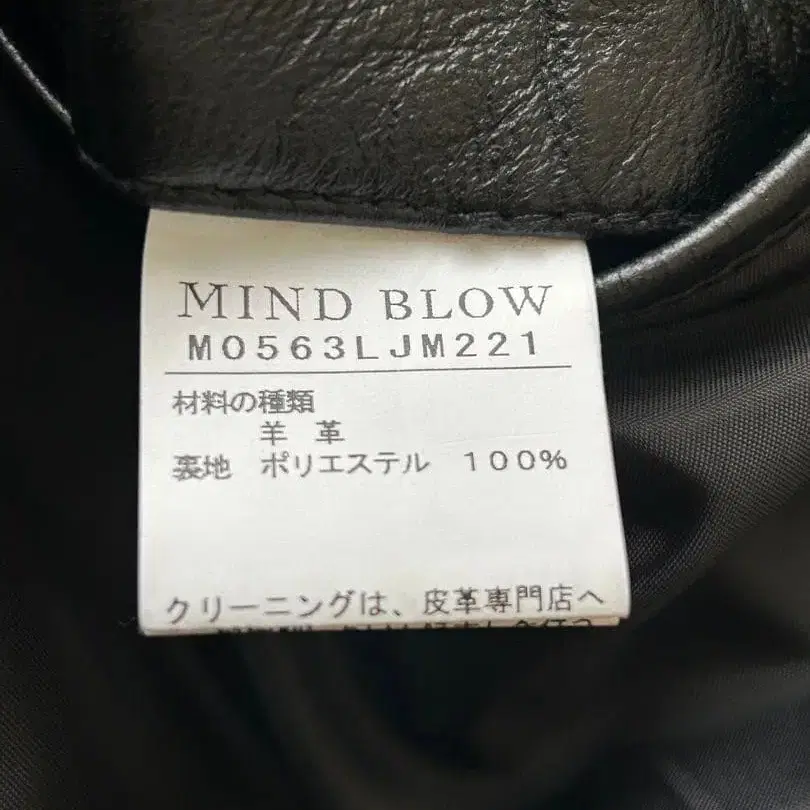 MIND BLOW
M0563LJM221
材料の種類
羊 革
裏地 ポリエステル 100%
クリーニングは、皮革専門店へ